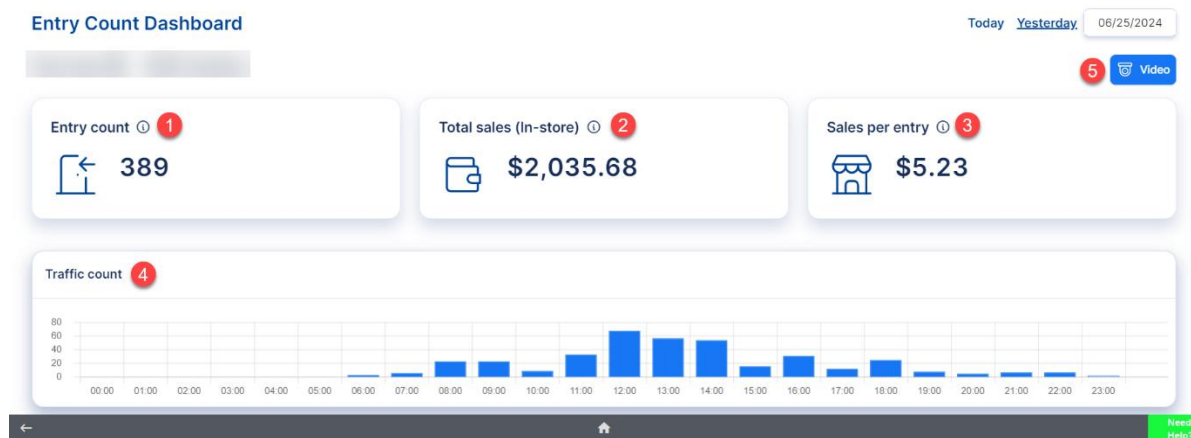 Entry Count Dashboard
Today Yesterday 06/25/2024
5 Video
Entry count 1
389
Total sales (In-store) 2
$2,035.68
Sales per entry 3
$5.23
Traffic count 4
80
60
40
20
0
00:00 01:00 02:00 03:00 04:00 05:00 06:00 07:00 08:00 09:00 10:00 11:00 12:00 13:00 14:00 15:00 16:00 17:00 18:00 19:00 20:00 21:00 22:00 23:00
Need
Help?